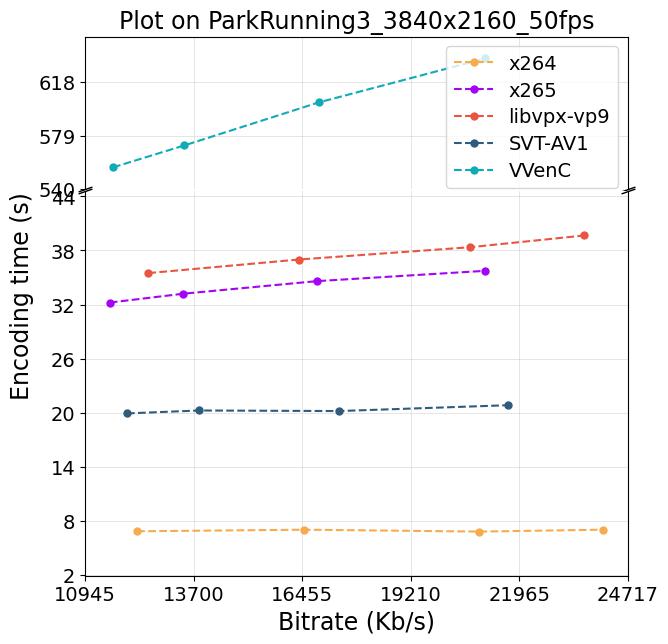 Plot on ParkRunning3_3840x2160_50fps
x264
x265
libvpx-vp9
SVT-AV1
VVenC
618
579
540
44
38
32
26
20
14
8
2
Encoding time (s)
10945 13700 16455 19210 21965 24717
Bitrate (Kb/s)